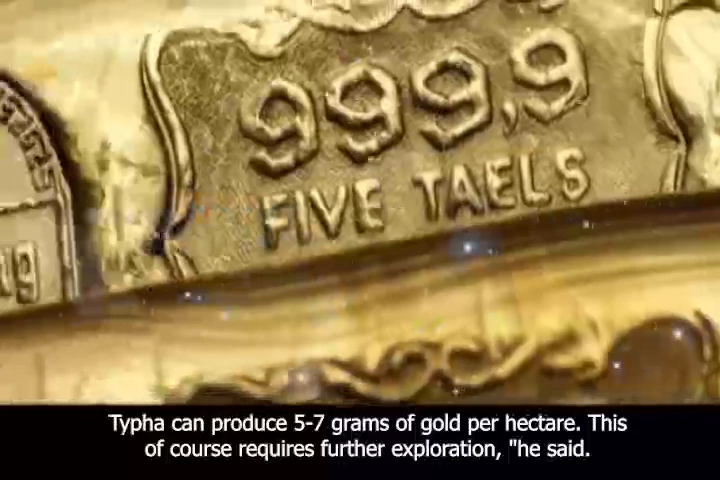 999,9
FIVE TAELS
Typha can produce 5-7 grams of gold per hectare. This
of course requires further exploration, "he said.